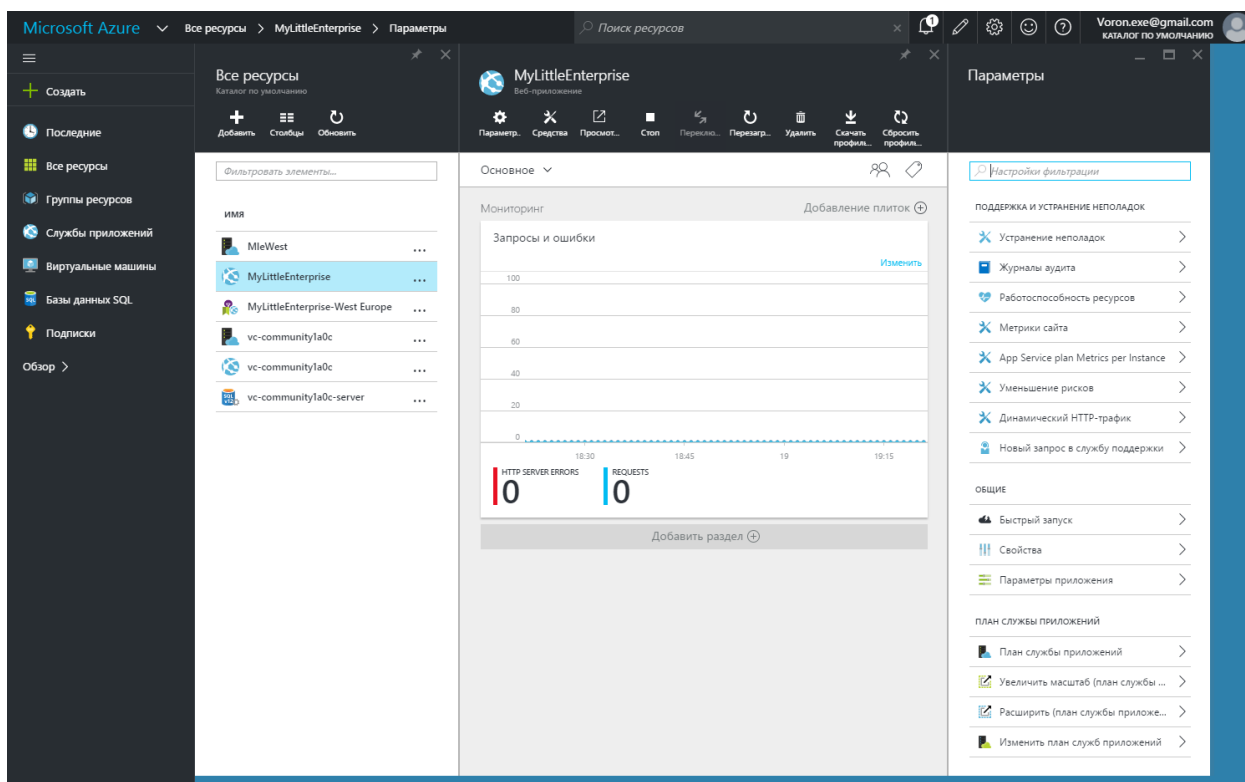 Microsoft Azure
Все ресурсы > MyLittleEnterprise > Параметры
Поиск ресурсов
1
Voron.exe@gmail.com
КАТАЛОГ ПО УМОЛЧАНИЮ
Создать
Последние
Все ресурсы
Группы ресурсов
Службы приложений
Виртуальные машины
Базы данных SQL
Подписки
Обзор >
Все ресурсы
Каталог по умолчанию
Добавить Столбцы Обновить
Фильтровать элементы...
ИМЯ
MleWest ...
MyLittleEnterprise ...
MyLittleEnterprise-West Europe ...
vc-community1a0c ...
vc-community1a0c ...
vc-community1a0c-server ...
MyLittleEnterprise
Веб-приложение
Параметр... Средства Просмот... Стоп Переклю... Перезагр... Удалить Скачать профил... Сбросить профил...
Основное
Мониторинг Добавление плиток
Запросы и ошибки
Изменить
100
80
60
40
20
0
18:30 18:45 19 19:15
HTTP SERVER ERRORS
0
REQUESTS
0
Добавить раздел
Параметры
Настройки фильтрации
ПОДДЕРЖКА И УСТРАНЕНИЕ НЕПОЛАДОК
Устранение неполадок
Журналы аудита
Работоспособность ресурсов
Метрики сайта
App Service plan Metrics per Instance
Уменьшение рисков
Динамический HTTP-трафик
Новый запрос в службу поддержки
ОБЩИЕ
Быстрый запуск
Свойства
Параметры приложения
ПЛАН СЛУЖБЫ ПРИЛОЖЕНИЙ
План службы приложений
Увеличить масштаб (план службы ...
Расширить (план службы приложе...
Изменить план служб приложений